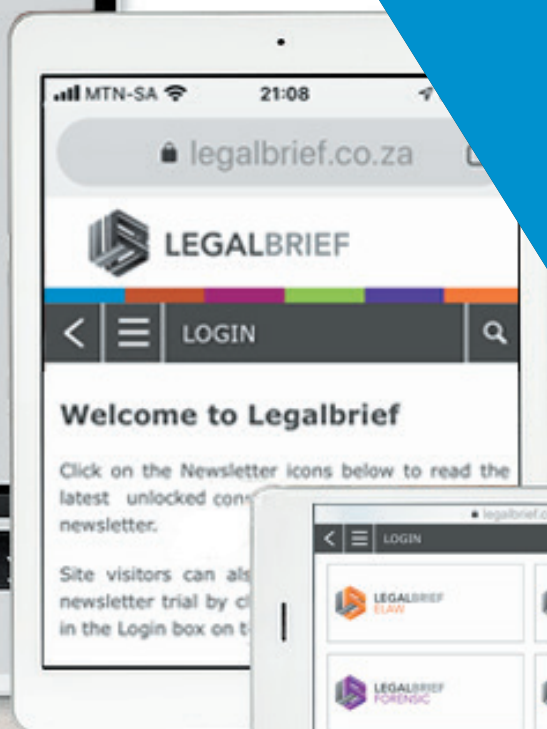 MTN-SA 21:08
legalbrief.co.za
LEGALBRIEF
LOGIN
Welcome to Legalbrief
Click on the Newsletter icons below to read the
latest unlocked
newsletter.
Site visitors can
newsletter trial by
in the Login box on
LOGIN
LEGALBRIEF
ELAW
LEGALBRIEF
FORENSIC